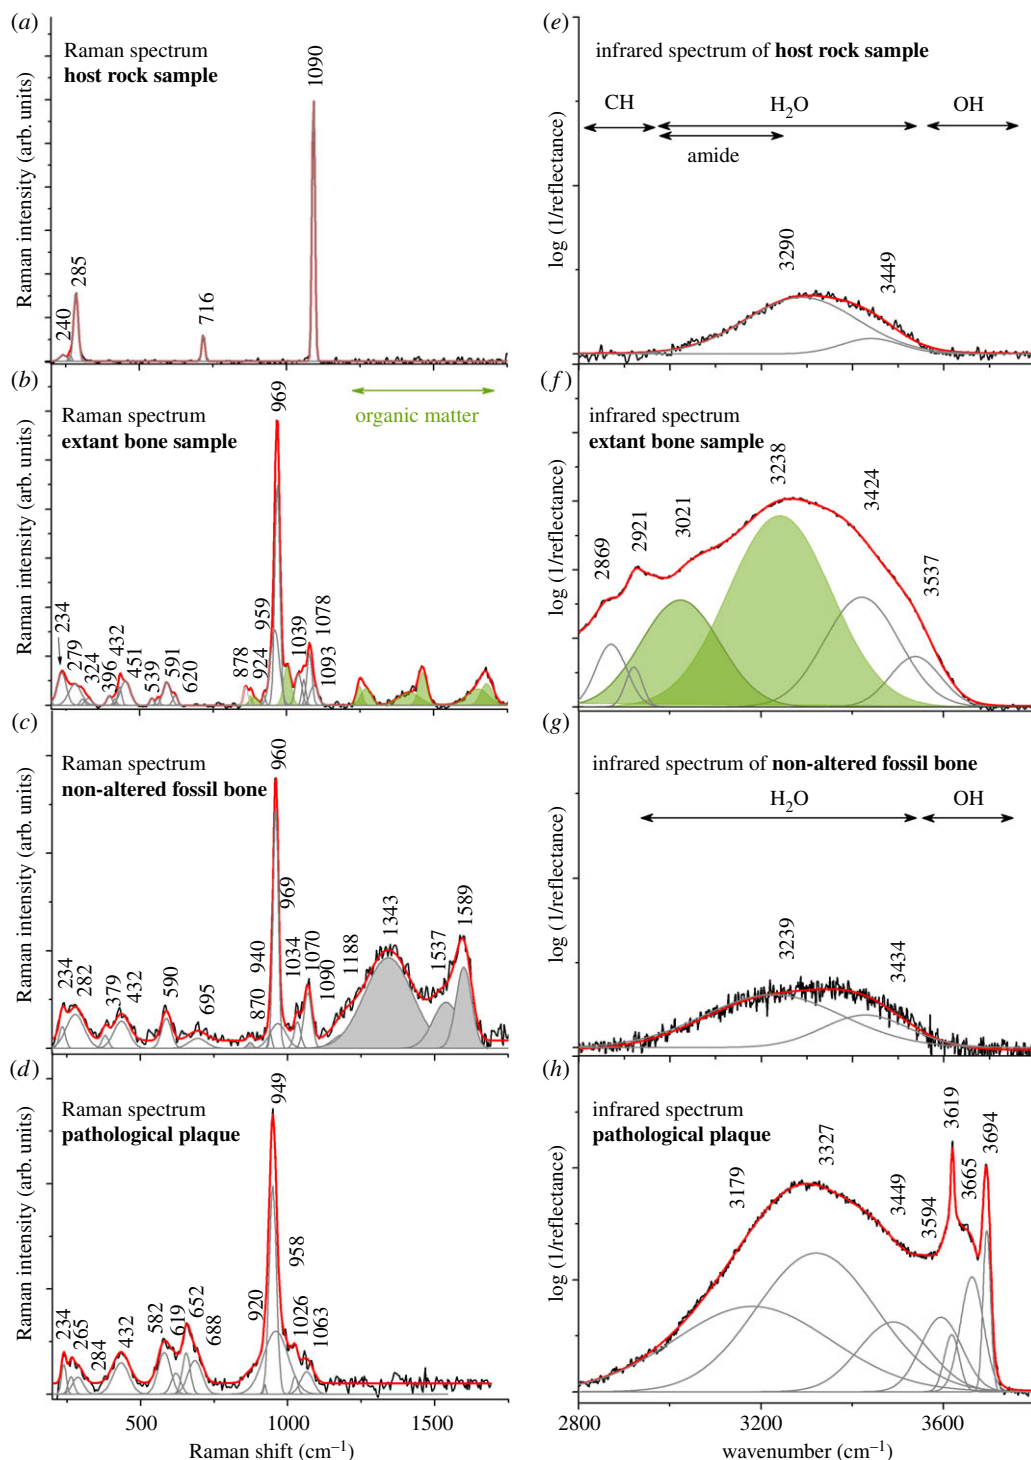 (a)
Raman spectrum
host rock sample
Raman intensity (arb. units)
240
285
716
1090
(b)
Raman spectrum
extant bone sample
Raman intensity (arb. units)
organic matter
234
279
324
396
432
451
539
591
620
878
924
959
969
1039
1078
1093
(c)
Raman spectrum
non-altered fossil bone
Raman intensity (arb. units)
234
282
379
432
590
695
870
940
960
969
1034
1070
1090
1188
1343
1537
1589
(d)
Raman spectrum
pathological plaque
Raman intensity (arb. units)
234
265
284
432
582
619
652
688
920
949
958
1026
1063
500
1000
1500
Raman shift (cm⁻¹)
(e)
infrared spectrum of host rock sample
CH
H₂O
OH
amide
log (1/reflectance)
3290
3449
(f)
infrared spectrum
extant bone sample
log (1/reflectance)
2869
2921
3021
3238
3424
3537
(g)
infrared spectrum of non-altered fossil bone
H₂O
OH
log (1/reflectance)
3239
3434
(h)
infrared spectrum
pathological plaque
log (1/reflectance)
3179
3327
3449
3594
3619
3665
3694
2800
3200
3600
wavenumber (cm⁻¹)